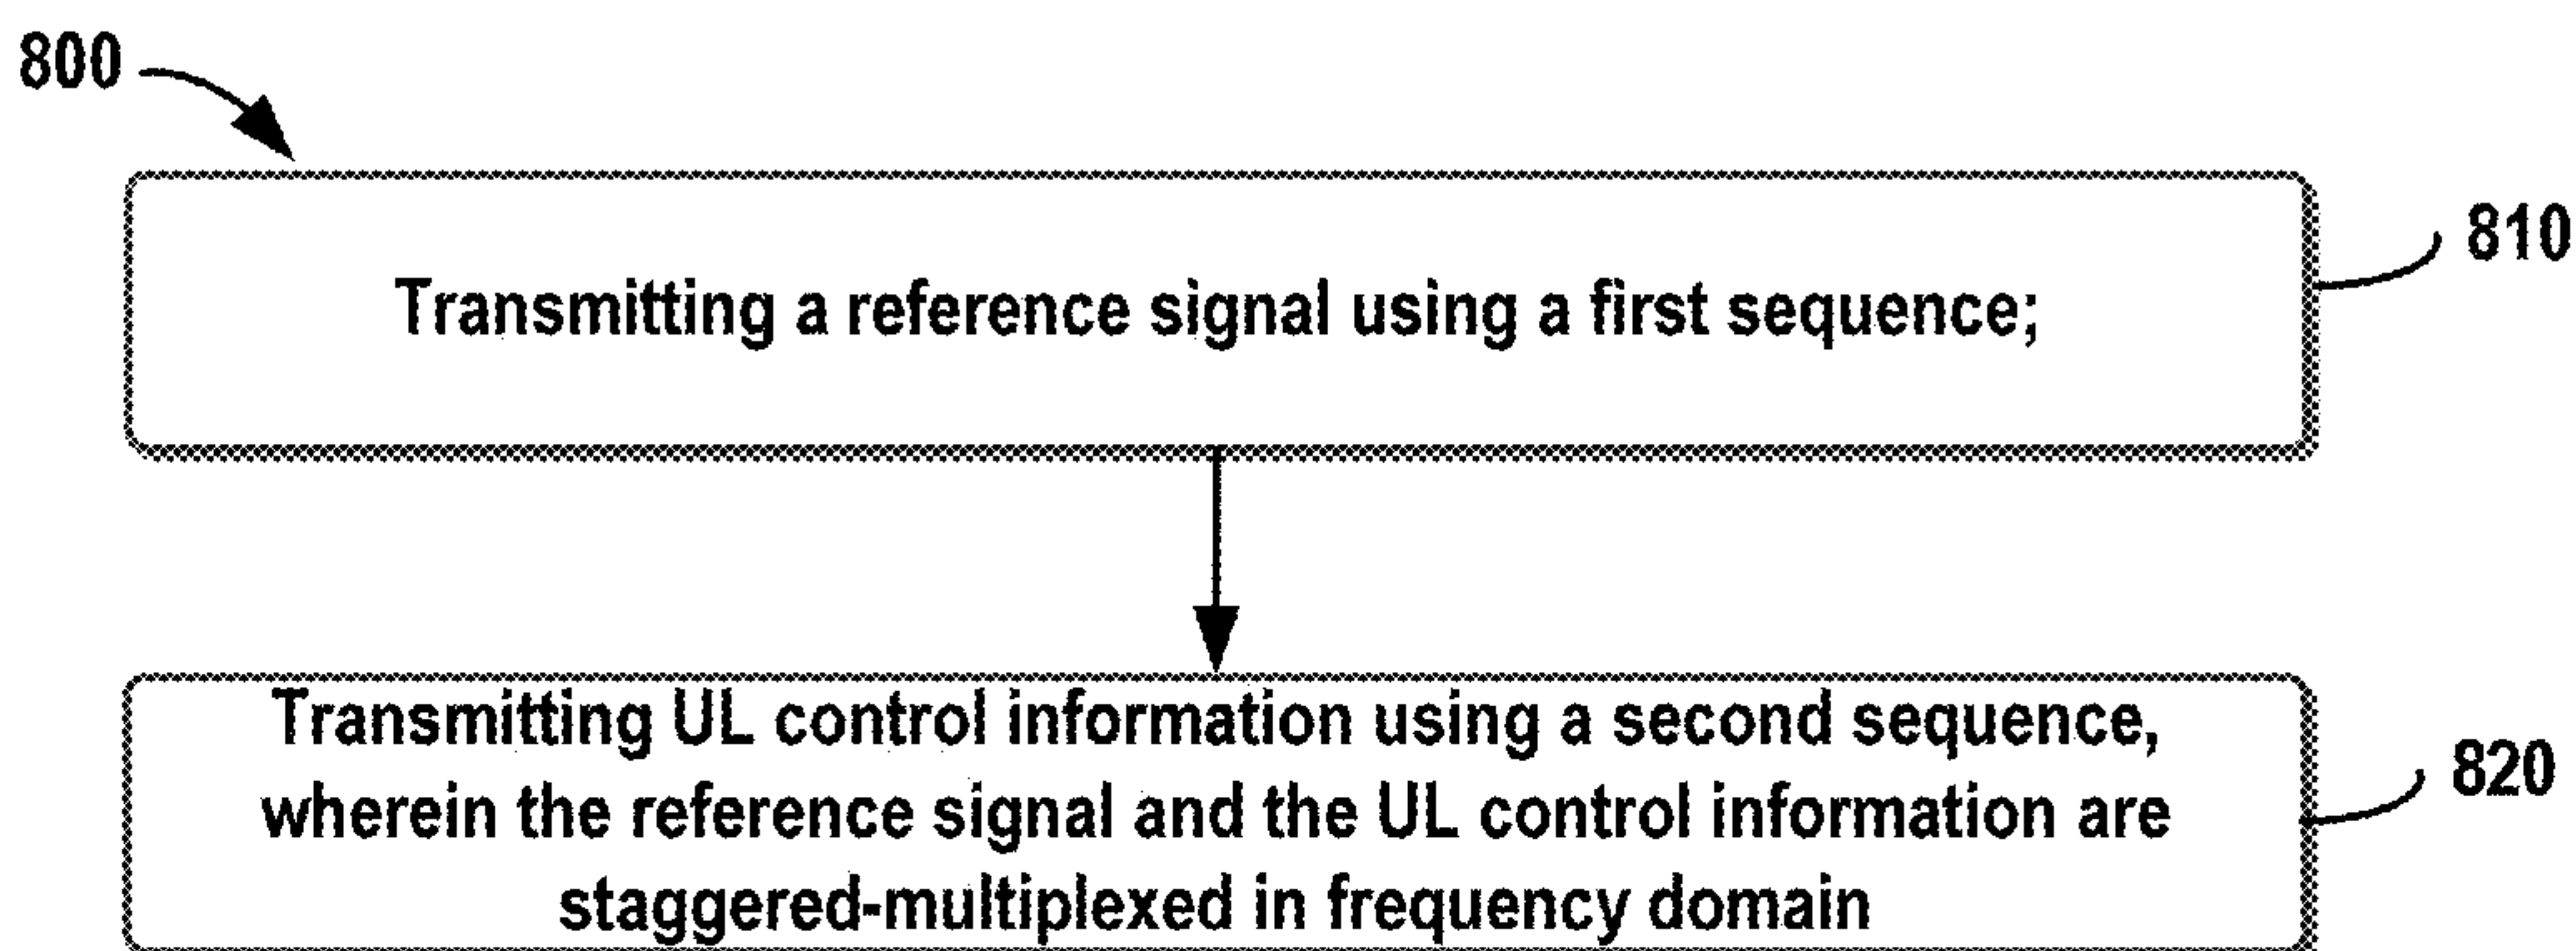 800
810
Transmitting a reference signal using a first sequence;
Transmitting UL control information using a second sequence,
820
wherein the reference signal and the UL control information are
staggered-multiplexed in frequency domain